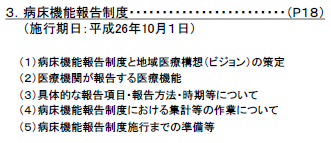 ３．病床機能報告制度・・・・・・・・・・・・・・・・・・・・・・・・（P18）
（施行期日：平成26年10月１日）
（１）病床機能報告制度と地域医療構想（ビジョン）の策定
（２）医療機関が報告する医療機能
（３）具体的な報告項目・報告方法・時期等について
（４）病床機能報告制度における集計等の作業について
（５）病床機能報告制度施行までの準備等